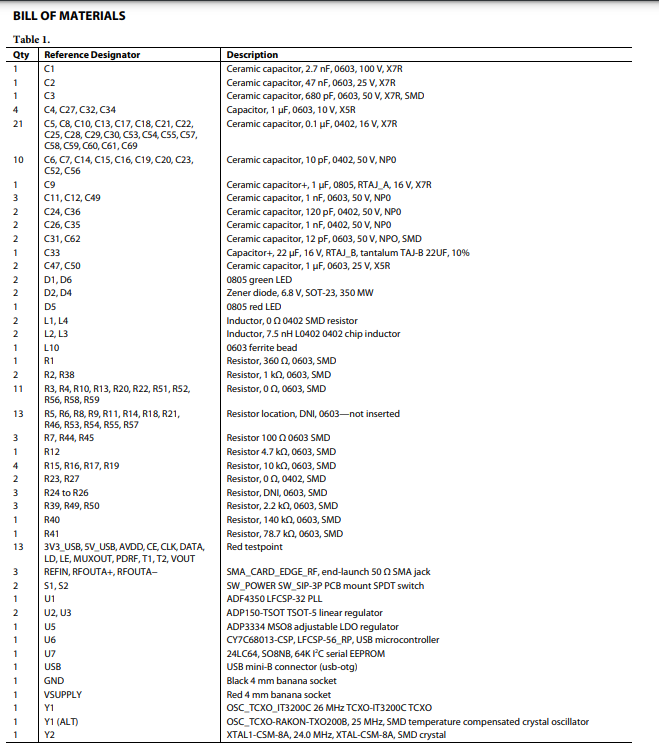 BILL OF MATERIALS
Table 1.
Qty Reference Designator Description
1 C1 Ceramic capacitor, 2.7 nF, 0603, 100 V, X7R
1 C2 Ceramic capacitor, 47 nF, 0603, 25 V, X7R
1 C3 Ceramic capacitor, 680 pF, 0603, 50 V, X7R, SMD
4 C4, C27, C32, C34 Capacitor, 1 µF, 0603, 10 V, X5R
21 C5, C8, C10, C13, C17, C18, C21, C22, Ceramic capacitor, 0.1 µF, 0402, 16 V, X7R
C25, C28, C29, C30, C53, C54, C55, C57,
C58, C59, C60, C61, C69
10 C6, C7, C14, C15, C16, C19, C20, C23, Ceramic capacitor, 10 pF, 0402, 50 V, NP0
C52, C56
1 C9 Ceramic capacitor+, 1 µF, 0805, RTAJ_A, 16 V, X7R
3 C11, C12, C49 Ceramic capacitor, 1 nF, 0603, 50 V, NP0
2 C24, C36 Ceramic capacitor, 120 pF, 0402, 50 V, NP0
2 C26, C35 Ceramic capacitor, 1 nF, 0402, 50 V, NP0
2 C31, C62 Ceramic capacitor, 12 pF, 0603, 50 V, NPO, SMD
1 C33 Capacitor+, 22 µF, 16 V, RTAJ_B, tantalum TAJ-B 22UF, 10%
2 C47, C50 Ceramic capacitor, 1 µF, 0603, 25 V, X5R
2 D1, D6 0805 green LED
2 D2, D4 Zener diode, 6.8 V, SOT-23, 350 MW
1 D5 0805 red LED
2 L1, L4 Inductor, 0 Ω 0402 SMD resistor
2 L2, L3 Inductor, 7.5 nH L0402 0402 chip inductor
1 L10 0603 ferrite bead
1 R1 Resistor, 360 Ω, 0603, SMD
2 R2, R38 Resistor, 1 kΩ, 0603, SMD
11 R3, R4, R10, R13, R20, R22, R51, R52, Resistor, 0 Ω, 0603, SMD
R56, R58, R59
13 R5, R6, R8, R9, R11, R14, R18, R21, Resistor location, DNI, 0603—not inserted
R46, R53, R54, R55, R57
3 R7, R44, R45 Resistor 100 Ω 0603 SMD
1 R12 Resistor 4.7 kΩ, 0603, SMD
4 R15, R16, R17, R19 Resistor, 10 kΩ, 0603, SMD
2 R23, R27 Resistor, 0 Ω, 0402, SMD
3 R24 to R26 Resistor, DNI, 0603, SMD
3 R39, R49, R50 Resistor, 2.2 kΩ, 0603, SMD
1 R40 Resistor, 140 kΩ, 0603, SMD
1 R41 Resistor, 78.7 kΩ, 0603, SMD
13 3V3_USB, 5V_USB, AVDD, CE, CLK, DATA, Red testpoint
LD, LE, MUXOUT, PDRF, T1, T2, VOUT
3 REFIN, RFOUTA+, RFOUTA− SMA_CARD_EDGE_RF, end-launch 50 Ω SMA jack
2 S1, S2 SW_POWER SW_SIP-3P PCB mount SPDT switch
1 U1 ADF4350 LFCSP-32 PLL
2 U2, U3 ADP150-TSOT TSOT-5 linear regulator
1 U5 ADP3334 MSO8 adjustable LDO regulator
1 U6 CY7C68013-CSP, LFCSP-56_RP, USB microcontroller
1 U7 24LC64, SO8NB, 64K I²C serial EEPROM
1 USB USB mini-B connector (usb-otg)
1 GND Black 4 mm banana socket
1 VSUPPLY Red 4 mm banana socket
1 Y1 OSC_TCXO_IT3200C 26 MHz TCXO-IT3200C TCXO
1 Y1 (ALT) OSC_TCXO-RAKON-TXO200B, 25 MHz, SMD temperature compensated crystal oscillator
1 Y2 XTAL1-CSM-8A, 24.0 MHz, XTAL-CSM-8A, SMD crystal